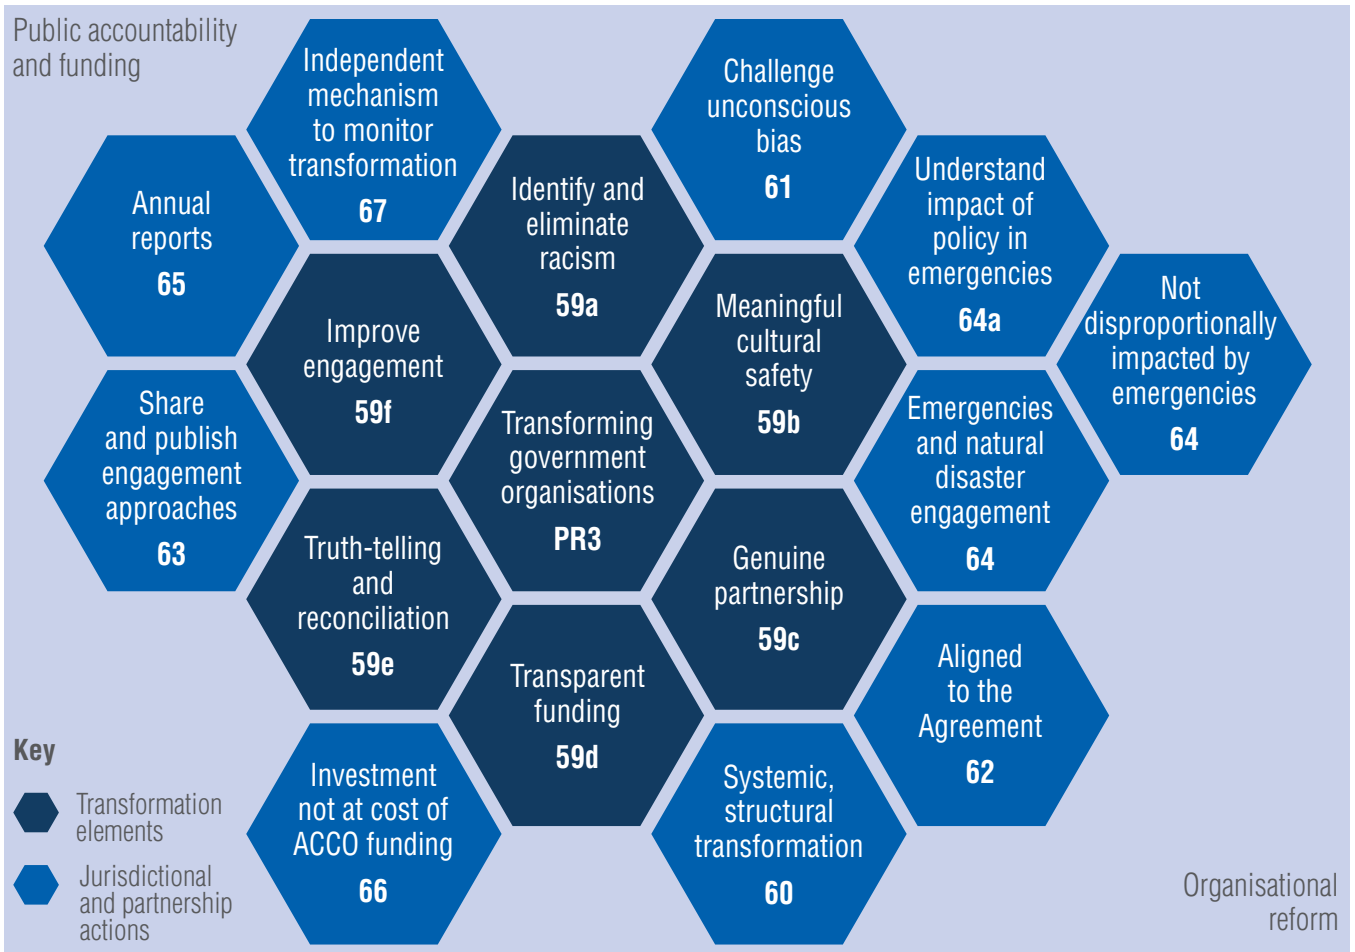 Public accountability
and funding
Independent
mechanism
to monitor
transformation
67
Challenge
unconscious
bias
61
Annual
reports
65
Identify and
eliminate
racism
59a
Understand
impact of
policy in
emergencies
64a
Improve
engagement
59f
Meaningful
cultural
safety
59b
Not
disproportionally
impacted by
emergencies
64
Share
and publish
engagement
approaches
63
Transforming
government
organisations
PR3
Emergencies
and natural
disaster
engagement
64
Truth-telling
and
reconciliation
59e
Genuine
partnership
59c
Transparent
funding
59d
Aligned
to the
Agreement
62
Investment
not at cost of
ACCO funding
66
Systemic,
structural
transformation
60
Key
Transformation
elements
Jurisdictional
and partnership
actions
Organisational
reform